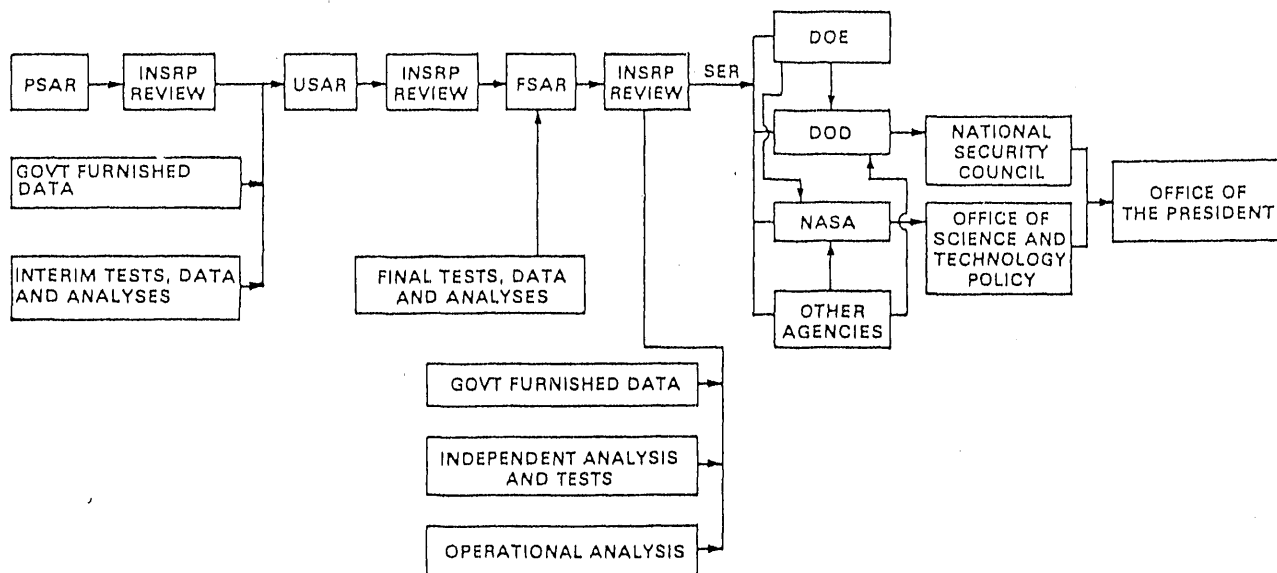 PSAR
INSRP
REVIEW
USAR
INSRP
REVIEW
FSAR
INSRP
REVIEW
SER
DOE
DOD
NASA
OTHER
AGENCIES
NATIONAL
SECURITY
COUNCIL
OFFICE OF
SCIENCE AND
TECHNOLOGY
POLICY
OFFICE OF
THE PRESIDENT
GOVT FURNISHED
DATA
INTERIM TESTS, DATA
AND ANALYSES
FINAL TESTS, DATA
AND ANALYSES
GOVT FURNISHED DATA
INDEPENDENT ANALYSIS
AND TESTS
OPERATIONAL ANALYSIS